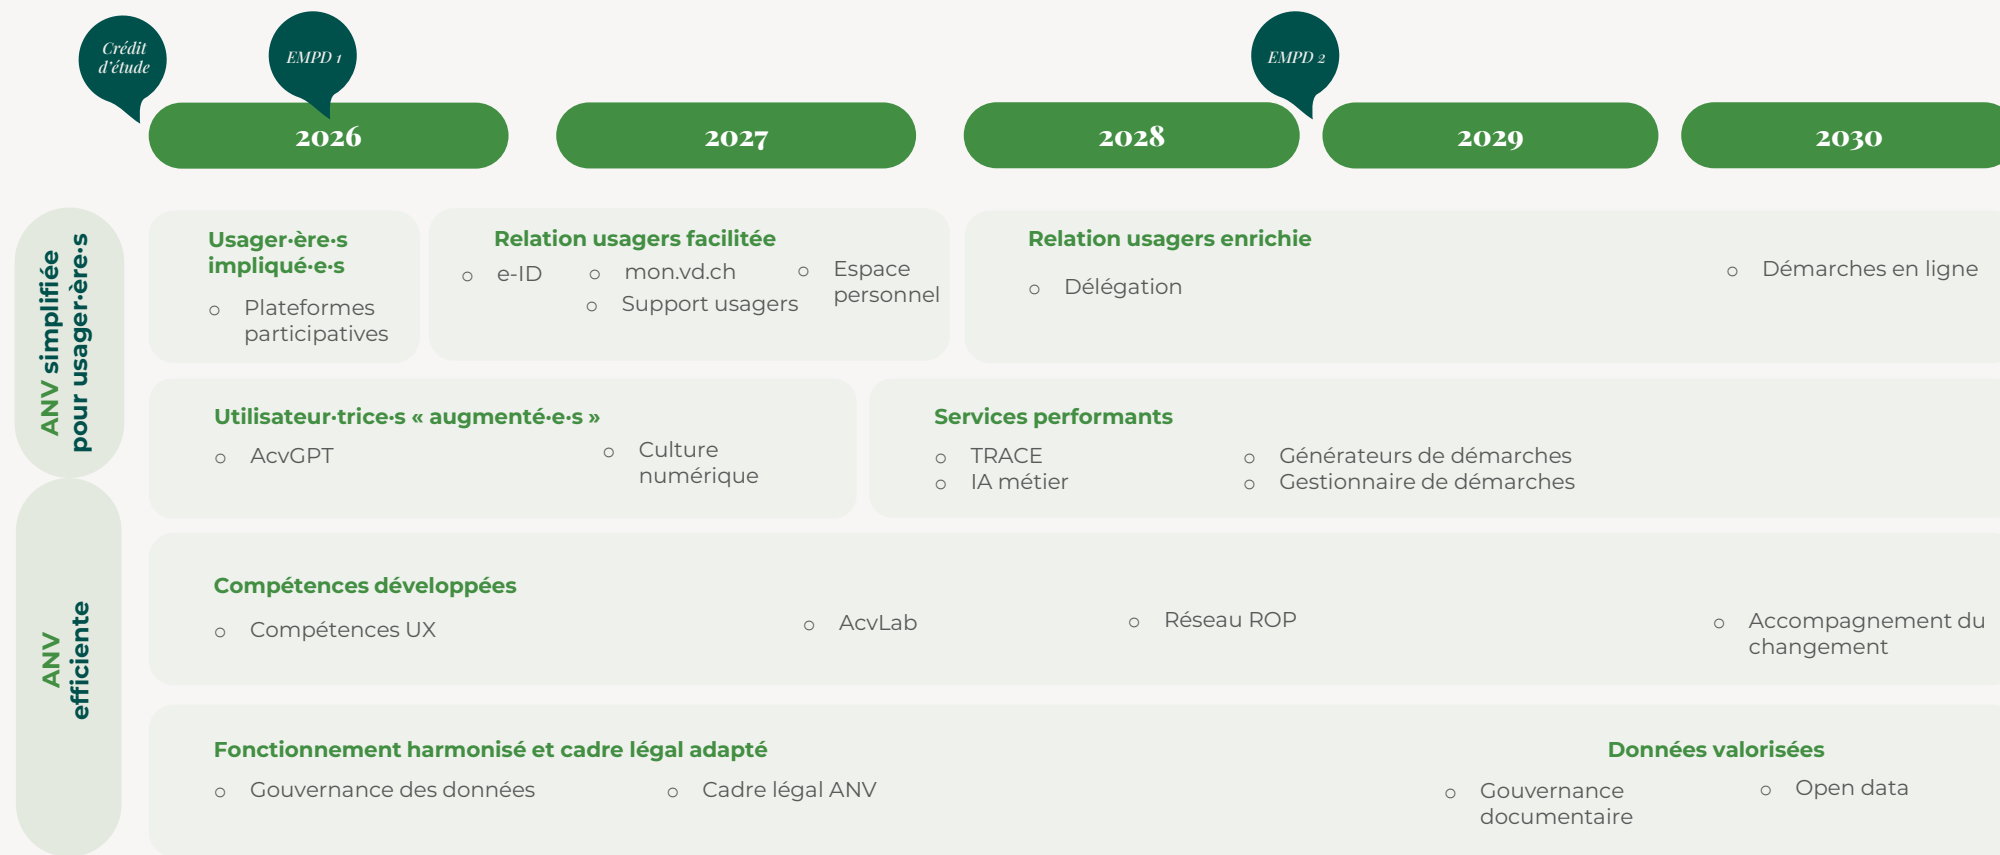 Crédit
d'étude
EMPD 1
EMPD 2
2026
2027
2028
2029
2030
ANV simplifiée
pour usager·ère·s
Usager·ère·s
impliqué·e·s
Plateformes
participatives
Relation usagers facilitée
e-ID
mon.vd.ch
Support usagers
Espace
personnel
Relation usagers enrichie
Délégation
Démarches en ligne
Utilisateur·trice·s « augmenté·e·s »
AcvGPT
Culture
numérique
Services performants
TRACE
IA métier
Générateurs de démarches
Gestionnaire de démarches
ANV
efficiente
Compétences développées
Compétences UX
AcvLab
Réseau ROP
Accompagnement du
changement
Fonctionnement harmonisé et cadre légal adapté
Gouvernance des données
Cadre légal ANV
Données valorisées
Gouvernance
documentaire
Open data